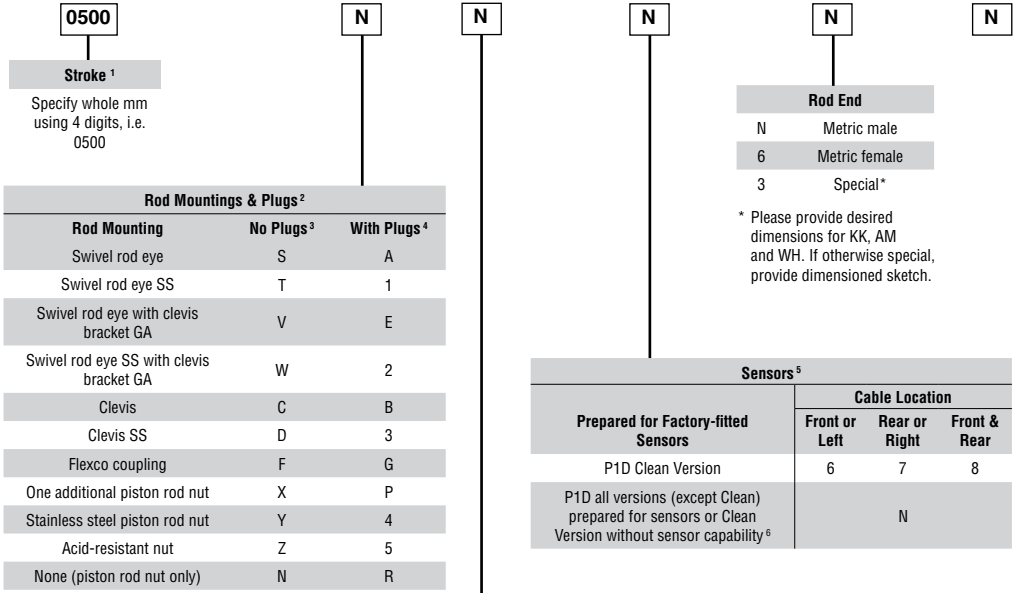 0500 N N N N N
Stroke ¹
Specify whole mm
using 4 digits, i.e.
0500
Rod End
N Metric male
6 Metric female
3 Special*
* Please provide desired
dimensions for KK, AM
and WH. If otherwise special,
provide dimensioned sketch.
Rod Mountings & Plugs ²
Rod Mounting No Plugs ³ With Plugs ⁴
Swivel rod eye S A
Swivel rod eye SS T 1
Swivel rod eye with clevis
bracket GA V E
Swivel rod eye SS with clevis
bracket GA W 2
Clevis C B
Clevis SS D 3
Flexco coupling F G
One additional piston rod nut X P
Stainless steel piston rod nut Y 4
Acid-resistant nut Z 5
None (piston rod nut only) N R
Sensors ⁵
Cable Location
Prepared for Factory-fitted
Sensors
Front or
Left
Rear or
Right
Front &
Rear
P1D Clean Version 6 7 8
P1D all versions (except Clean)
prepared for sensors or Clean
Version without sensor capability ⁶
N